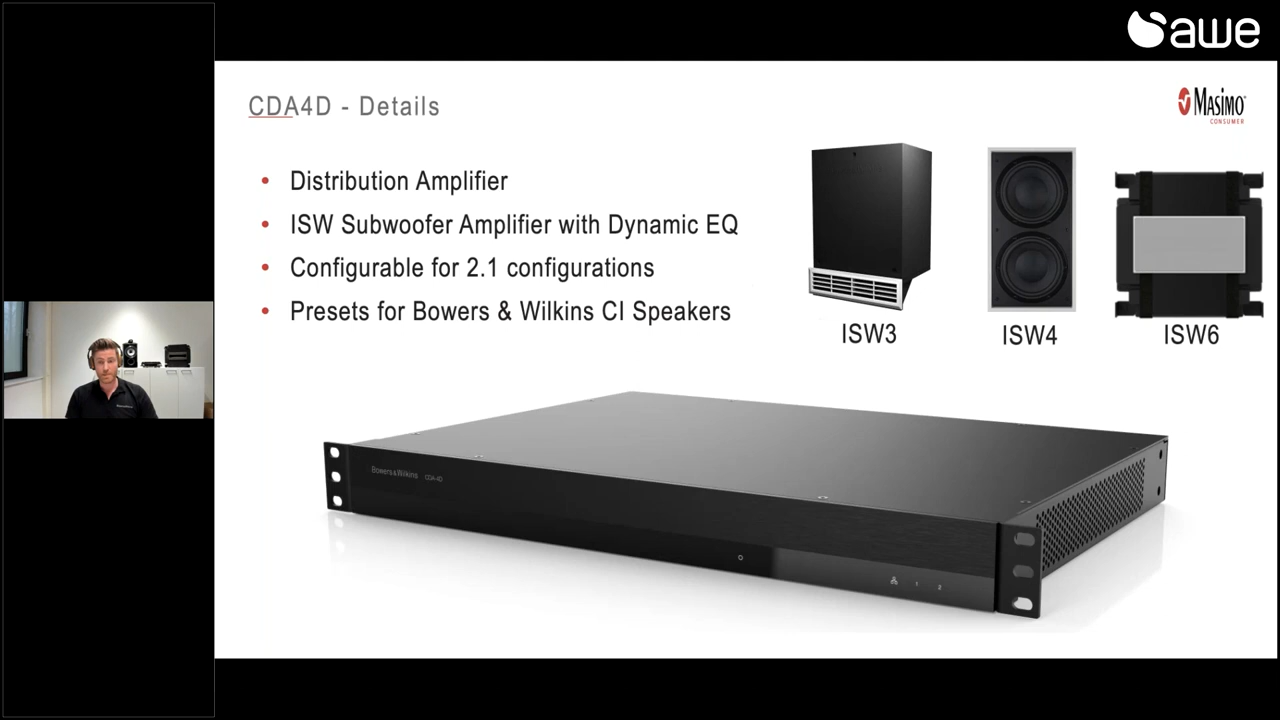 awe
CDA4D - Details
MASIMO
CONSUMER
• Distribution Amplifier
• ISW Subwoofer Amplifier with Dynamic EQ
• Configurable for 2.1 configurations
• Presets for Bowers & Wilkins CI Speakers
ISW3
ISW4
ISW6
Bowers & Wilkins CDA-4D
1 2